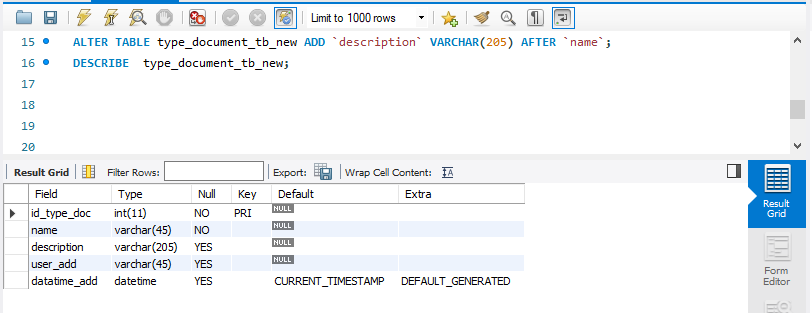 Limit to 1000 rows
15 ALTER TABLE type_document_tb_new ADD `description` VARCHAR(205) AFTER `name`;
16 DESCRIBE  type_document_tb_new;
17
18
19
20
Result Grid Filter Rows: Export: Wrap Cell Content:
Field Type Null Key Default Extra
id_type_doc int(11) NO PRI NULL
name varchar(45) NO NULL
description varchar(205) YES NULL
user_add varchar(45) YES NULL
datatime_add datetime YES CURRENT_TIMESTAMP DEFAULT_GENERATED
Result
Grid
Form
Editor